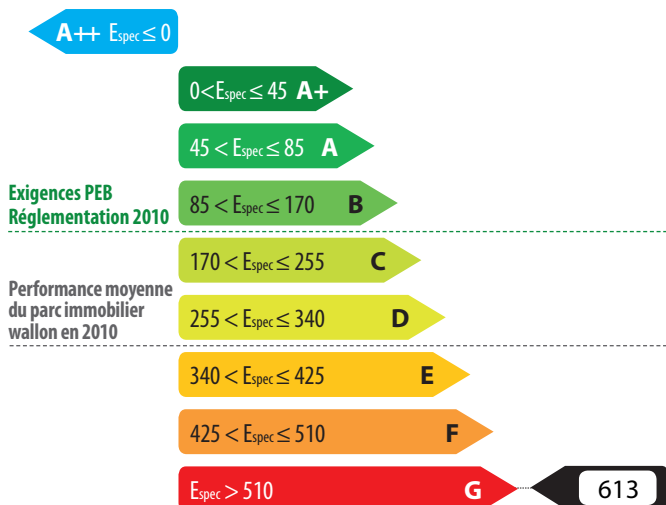 A++ Espec ≤ 0
0 < Espec ≤ 45 A+
45 < Espec ≤ 85 A
Exigences PEB
Réglementation 2010
85 < Espec ≤ 170 B
170 < Espec ≤ 255 C
Performance moyenne
du parc immobilier
wallon en 2010
255 < Espec ≤ 340 D
340 < Espec ≤ 425 E
425 < Espec ≤ 510 F
Espec > 510 G
613